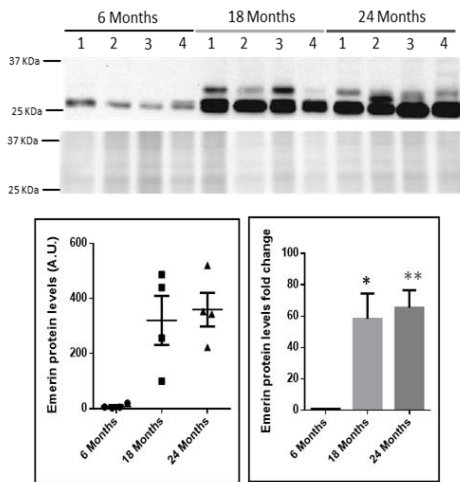 6 Months 18 Months 24 Months
1 2 3 4 1 2 3 4 1 2 3 4
37 KDa
25 KDa
37 KDa
25 KDa
Emerin protein levels (A.U.)
600
400
200
0
6 Months
18 Months
24 Months
Emerin protein levels fold change
100
80
60
40
20
0
*
**
6 Months
18 Months
24 Months